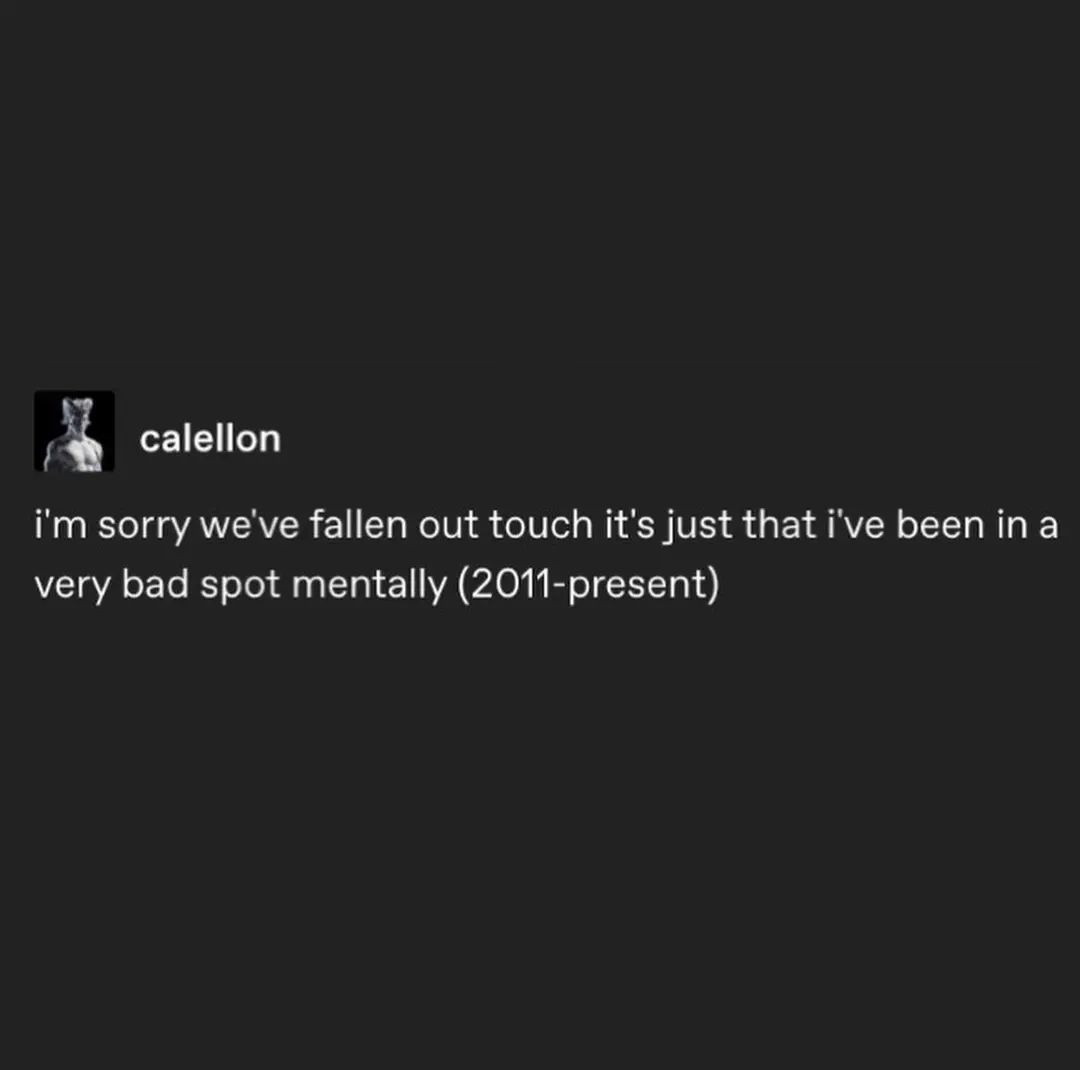 calellon
i'm sorry we've fallen out touch it's just that i've been in a
very bad spot mentally (2011-present)